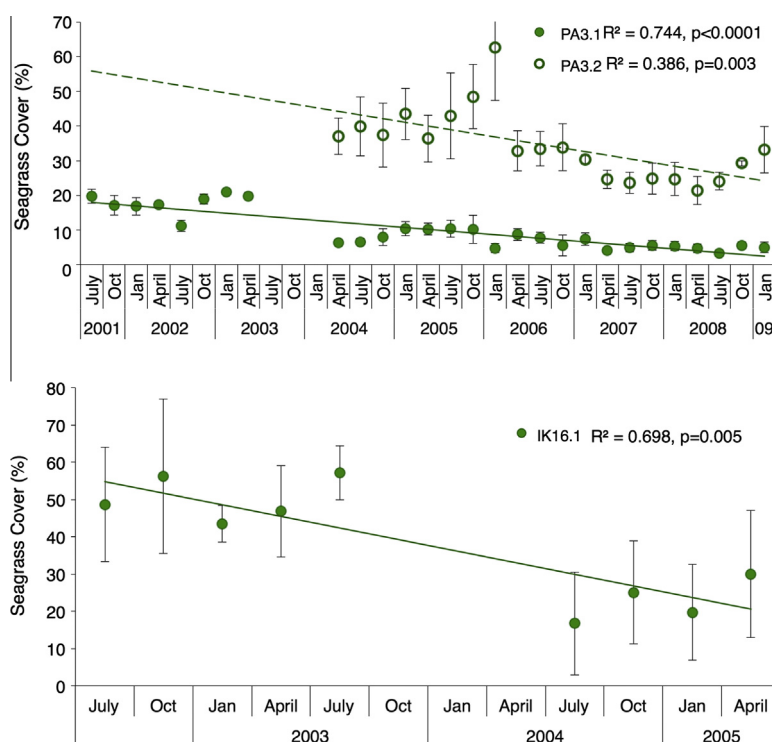 70
60
50
40
30
20
10
0
Seagrass Cover (%)
PA3.1 R² = 0.744, p<0.0001
PA3.2 R² = 0.386, p=0.003
July Oct Jan April July Oct Jan April July Oct Jan April July Oct Jan April July Oct Jan April July Oct Jan April July Oct Jan April July Oct Jan
2001 2002 2003 2004 2005 2006 2007 2008 09
80
70
60
50
40
30
20
10
0
Seagrass Cover (%)
IK16.1 R² = 0.698, p=0.005
July Oct Jan April July Oct Jan April July Oct Jan April
2003 2004 2005